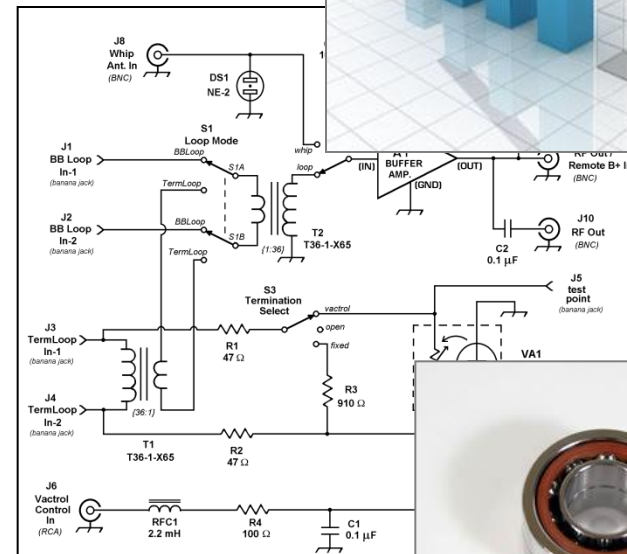 J8
Whip
Ant. In
(BNC)
DS1
NE-2
S1
Loop Mode
J1
BB Loop
In-1
(banana jack)
BBLoop
S1A
TermLoop
J2
BB Loop
In-2
(banana jack)
BBLoop
S1B
TermLoop
{1:36}
T2
T36-1-X65
whip
loop
(IN)
BUFFER
AMP.
(OUT)
(GND)
Remote B+
(BNC)
C2
0.1 µF
J10
RF Out
(BNC)
J5
test
point
(banana jack)
S3
Termination
Select
vactrol
open
fixed
J3
TermLoop
In-1
(banana jack)
R1
47 Ω
VA1
R3
910 Ω
J4
TermLoop
In-2
(banana jack)
{36:1}
T1
T36-1-X65
R2
47 Ω
J6
Vactrol
Control
In
(RCA)
RFC1
2.2 mH
R4
100 Ω
C1
0.1 µF